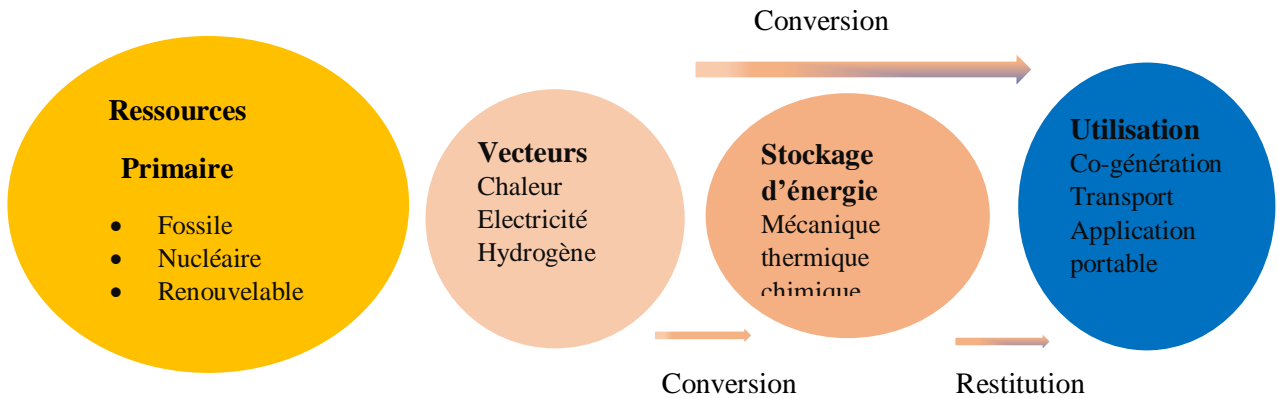 Conversion
Ressources
Primaire
• Fossile
• Nucléaire
• Renouvelable
Vecteurs
Chaleur
Electricité
Hydrogène
Stockage
d’énergie
Mécanique
thermique
chimique
Utilisation
Co-génération
Transport
Application
portable
Conversion
Restitution